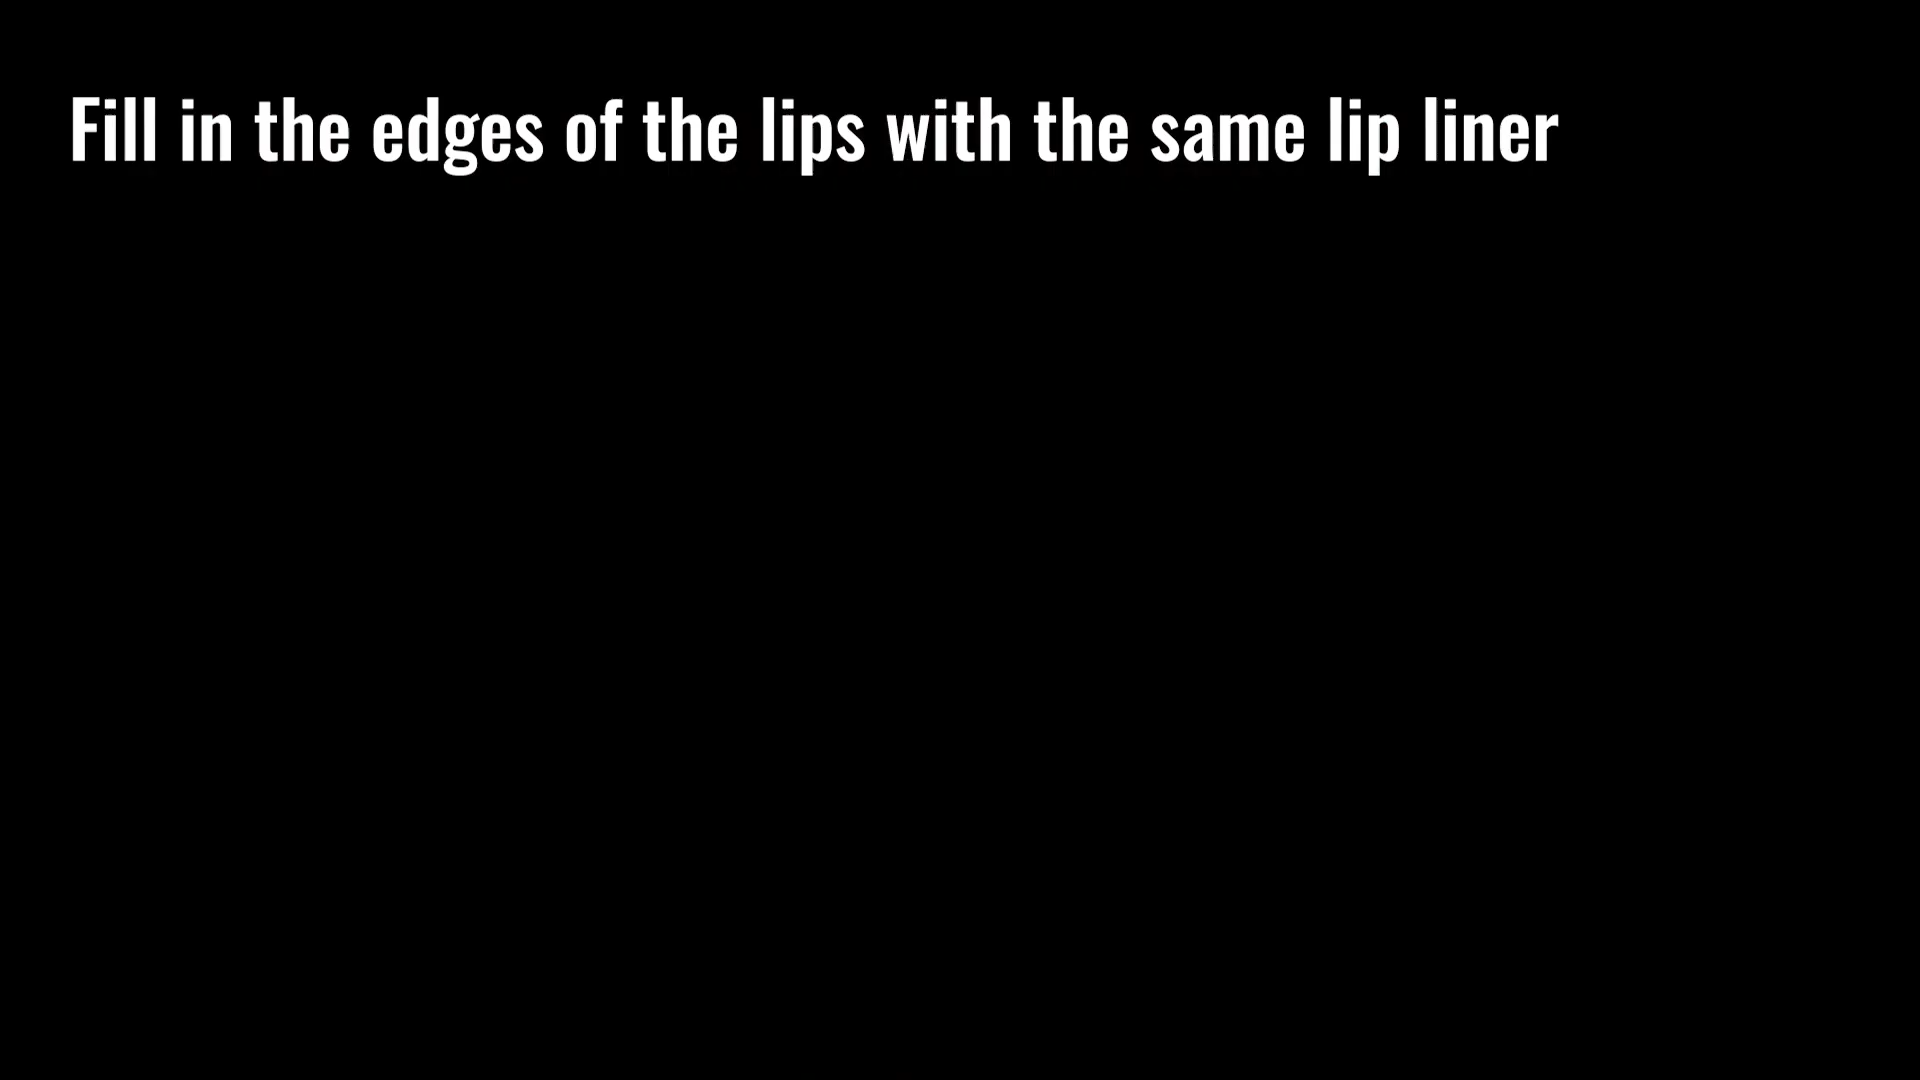 Fill in the edges of the lips with the same lip liner